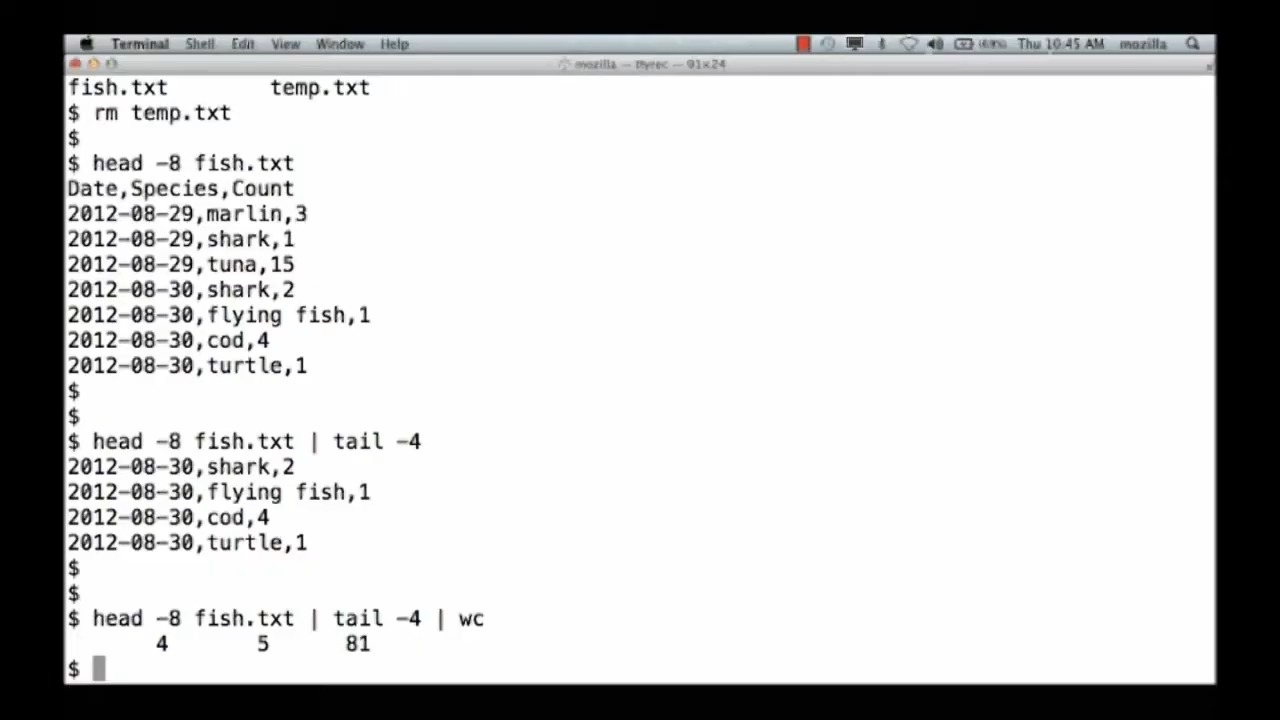 Terminal Shell Edit View Window Help Thu 10:45 AM mozilla
mozilla — ttyrec — 91×24
fish.txt temp.txt
$ rm temp.txt
$
$ head -8 fish.txt
Date,Species,Count
2012-08-29,marlin,3
2012-08-29,shark,1
2012-08-29,tuna,15
2012-08-30,shark,2
2012-08-30,flying fish,1
2012-08-30,cod,4
2012-08-30,turtle,1
$
$
$ head -8 fish.txt | tail -4
2012-08-30,shark,2
2012-08-30,flying fish,1
2012-08-30,cod,4
2012-08-30,turtle,1
$
$
$ head -8 fish.txt | tail -4 | wc
4 5 81
$